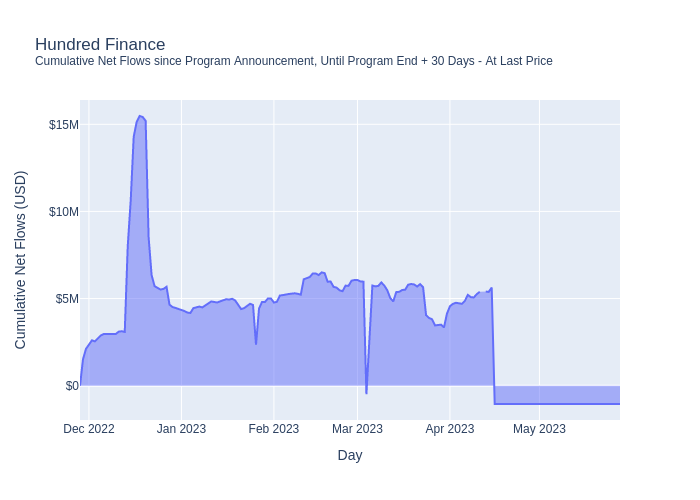 Hundred Finance
Cumulative Net Flows since Program Announcement, Until Program End + 30 Days - At Last Price
Cumulative Net Flows (USD)
$15M
$10M
$5M
$0
Dec 2022
Jan 2023
Feb 2023
Mar 2023
Apr 2023
May 2023
Day